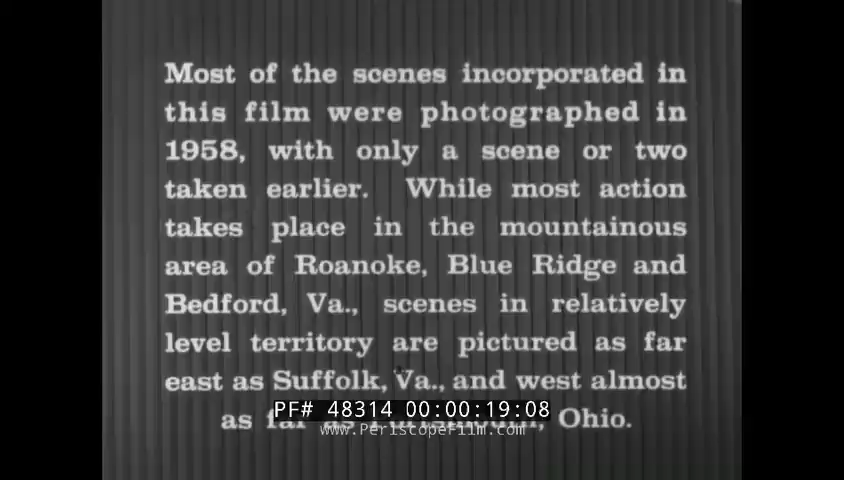 Most of the scenes incorporated in
this film were photographed in
1958, with only a scene or two
taken earlier. While most action
takes place in the mountainous
area of Roanoke, Blue Ridge and
Bedford, Va., scenes in relatively
level territory are pictured as far
east as Suffolk, Va., and west almost
as far as Portsmouth, Ohio.
PF# 48314 00:00:19:08
www.PeriscopeFilm.com